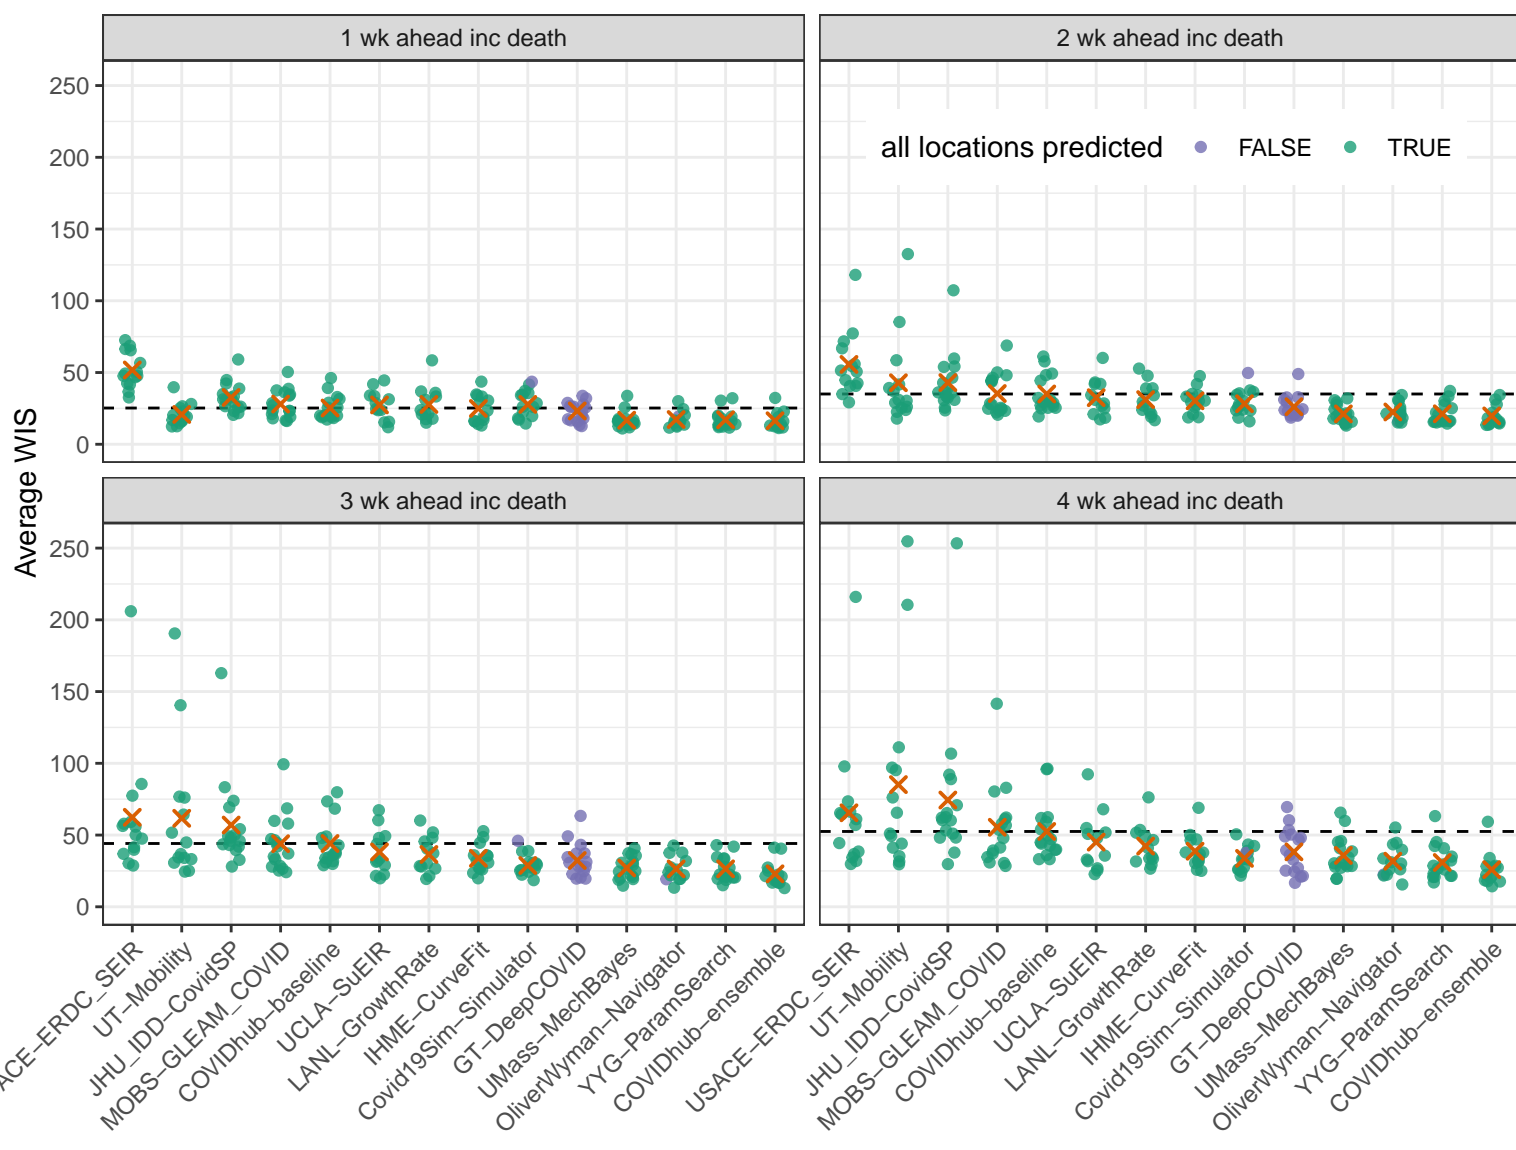 1 wk ahead inc death
2 wk ahead inc death
250
200
150
100
50
0
all locations predicted FALSE TRUE
Average WIS
3 wk ahead inc death
4 wk ahead inc death
250
200
150
100
50
0
ACE-ERDC_SEIR
UT-Mobility
JHU_IDD-CovidSP
MOBS-GLEAM_COVID
COVIDhub-baseline
UCLA-SuEIR
LANL-GrowthRate
IHME-CurveFit
Covid19Sim-Simulator
GT-DeepCOVID
UMass-MechBayes
OliverWyman-Navigator
YYG-ParamSearch
COVIDhub-ensemble
USACE-ERDC_SEIR
UT-Mobility
JHU_IDD-CovidSP
MOBS-GLEAM_COVID
COVIDhub-baseline
UCLA-SuEIR
LANL-GrowthRate
IHME-CurveFit
Covid19Sim-Simulator
GT-DeepCOVID
UMass-MechBayes
OliverWyman-Navigator
YYG-ParamSearch
COVIDhub-ensemble